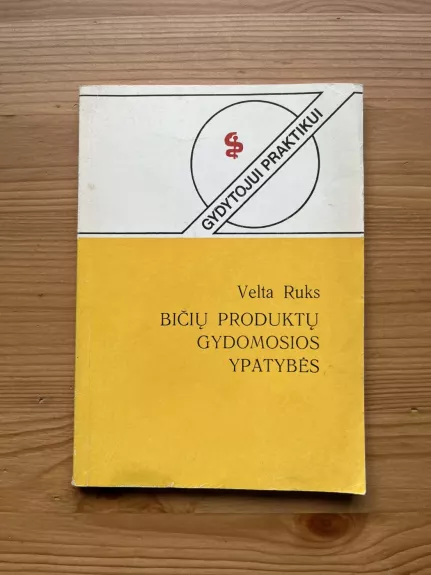 GYDYTOJUI PRAKTIKUI
Velta Ruks
BIČIŲ PRODUKTŲ
GYDOMOSIOS
YPATYBĖS